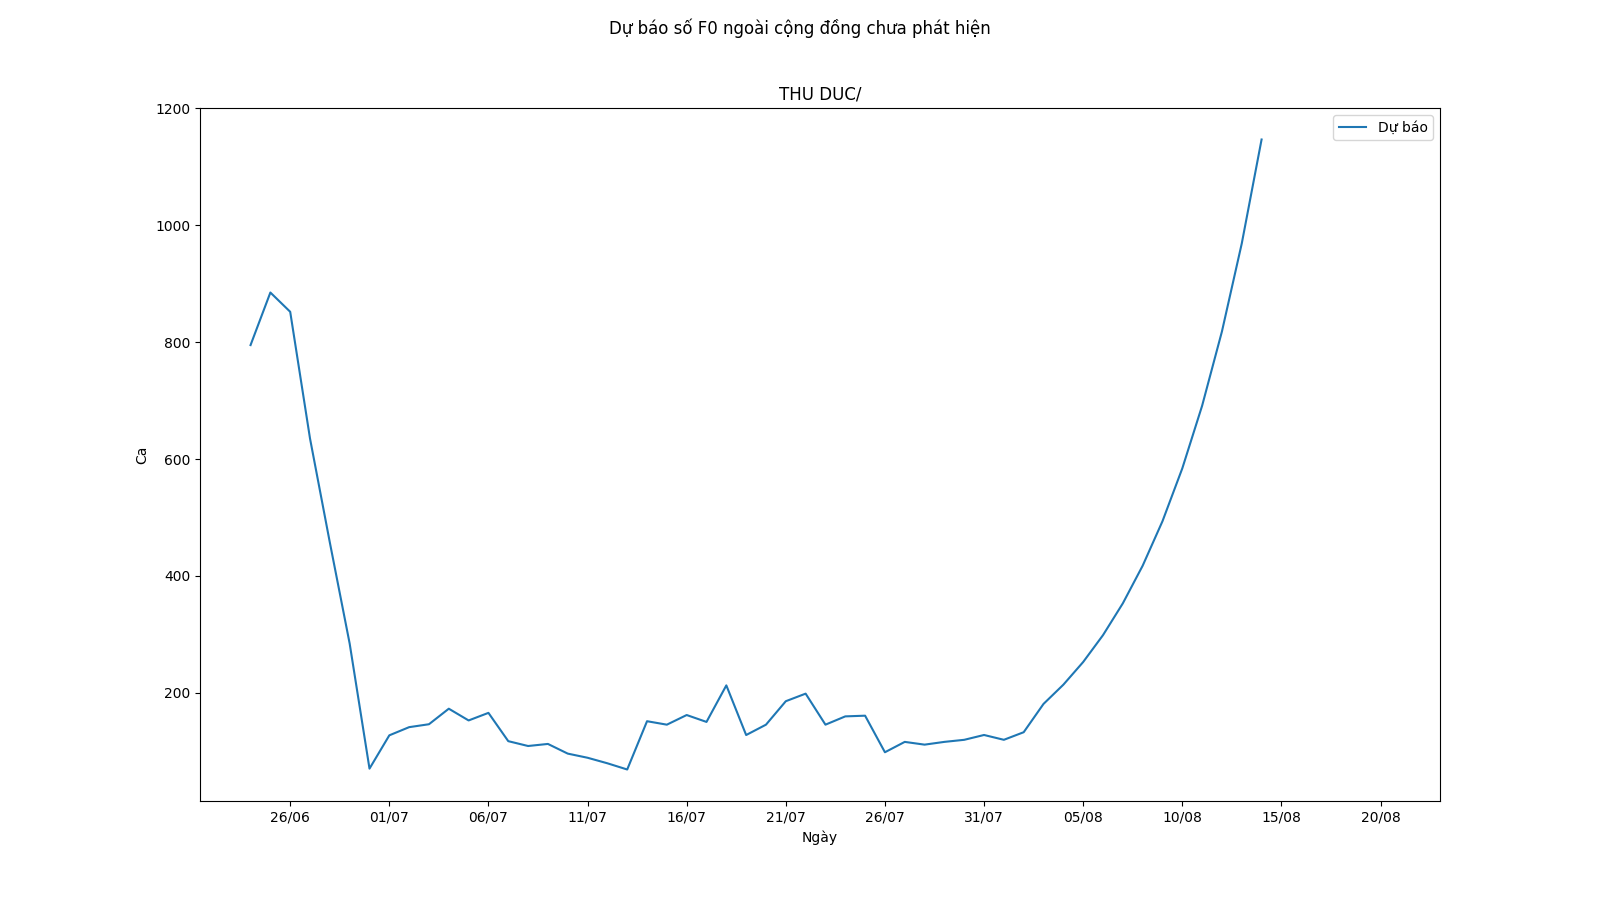 Dự báo số F0 ngoài cộng đồng chưa phát hiện
THU DUC/
1200
1000
800
600
400
200
Ca
Dự báo
26/06 01/07 06/07 11/07 16/07 21/07 26/07 31/07 05/08 10/08 15/08 20/08
Ngày